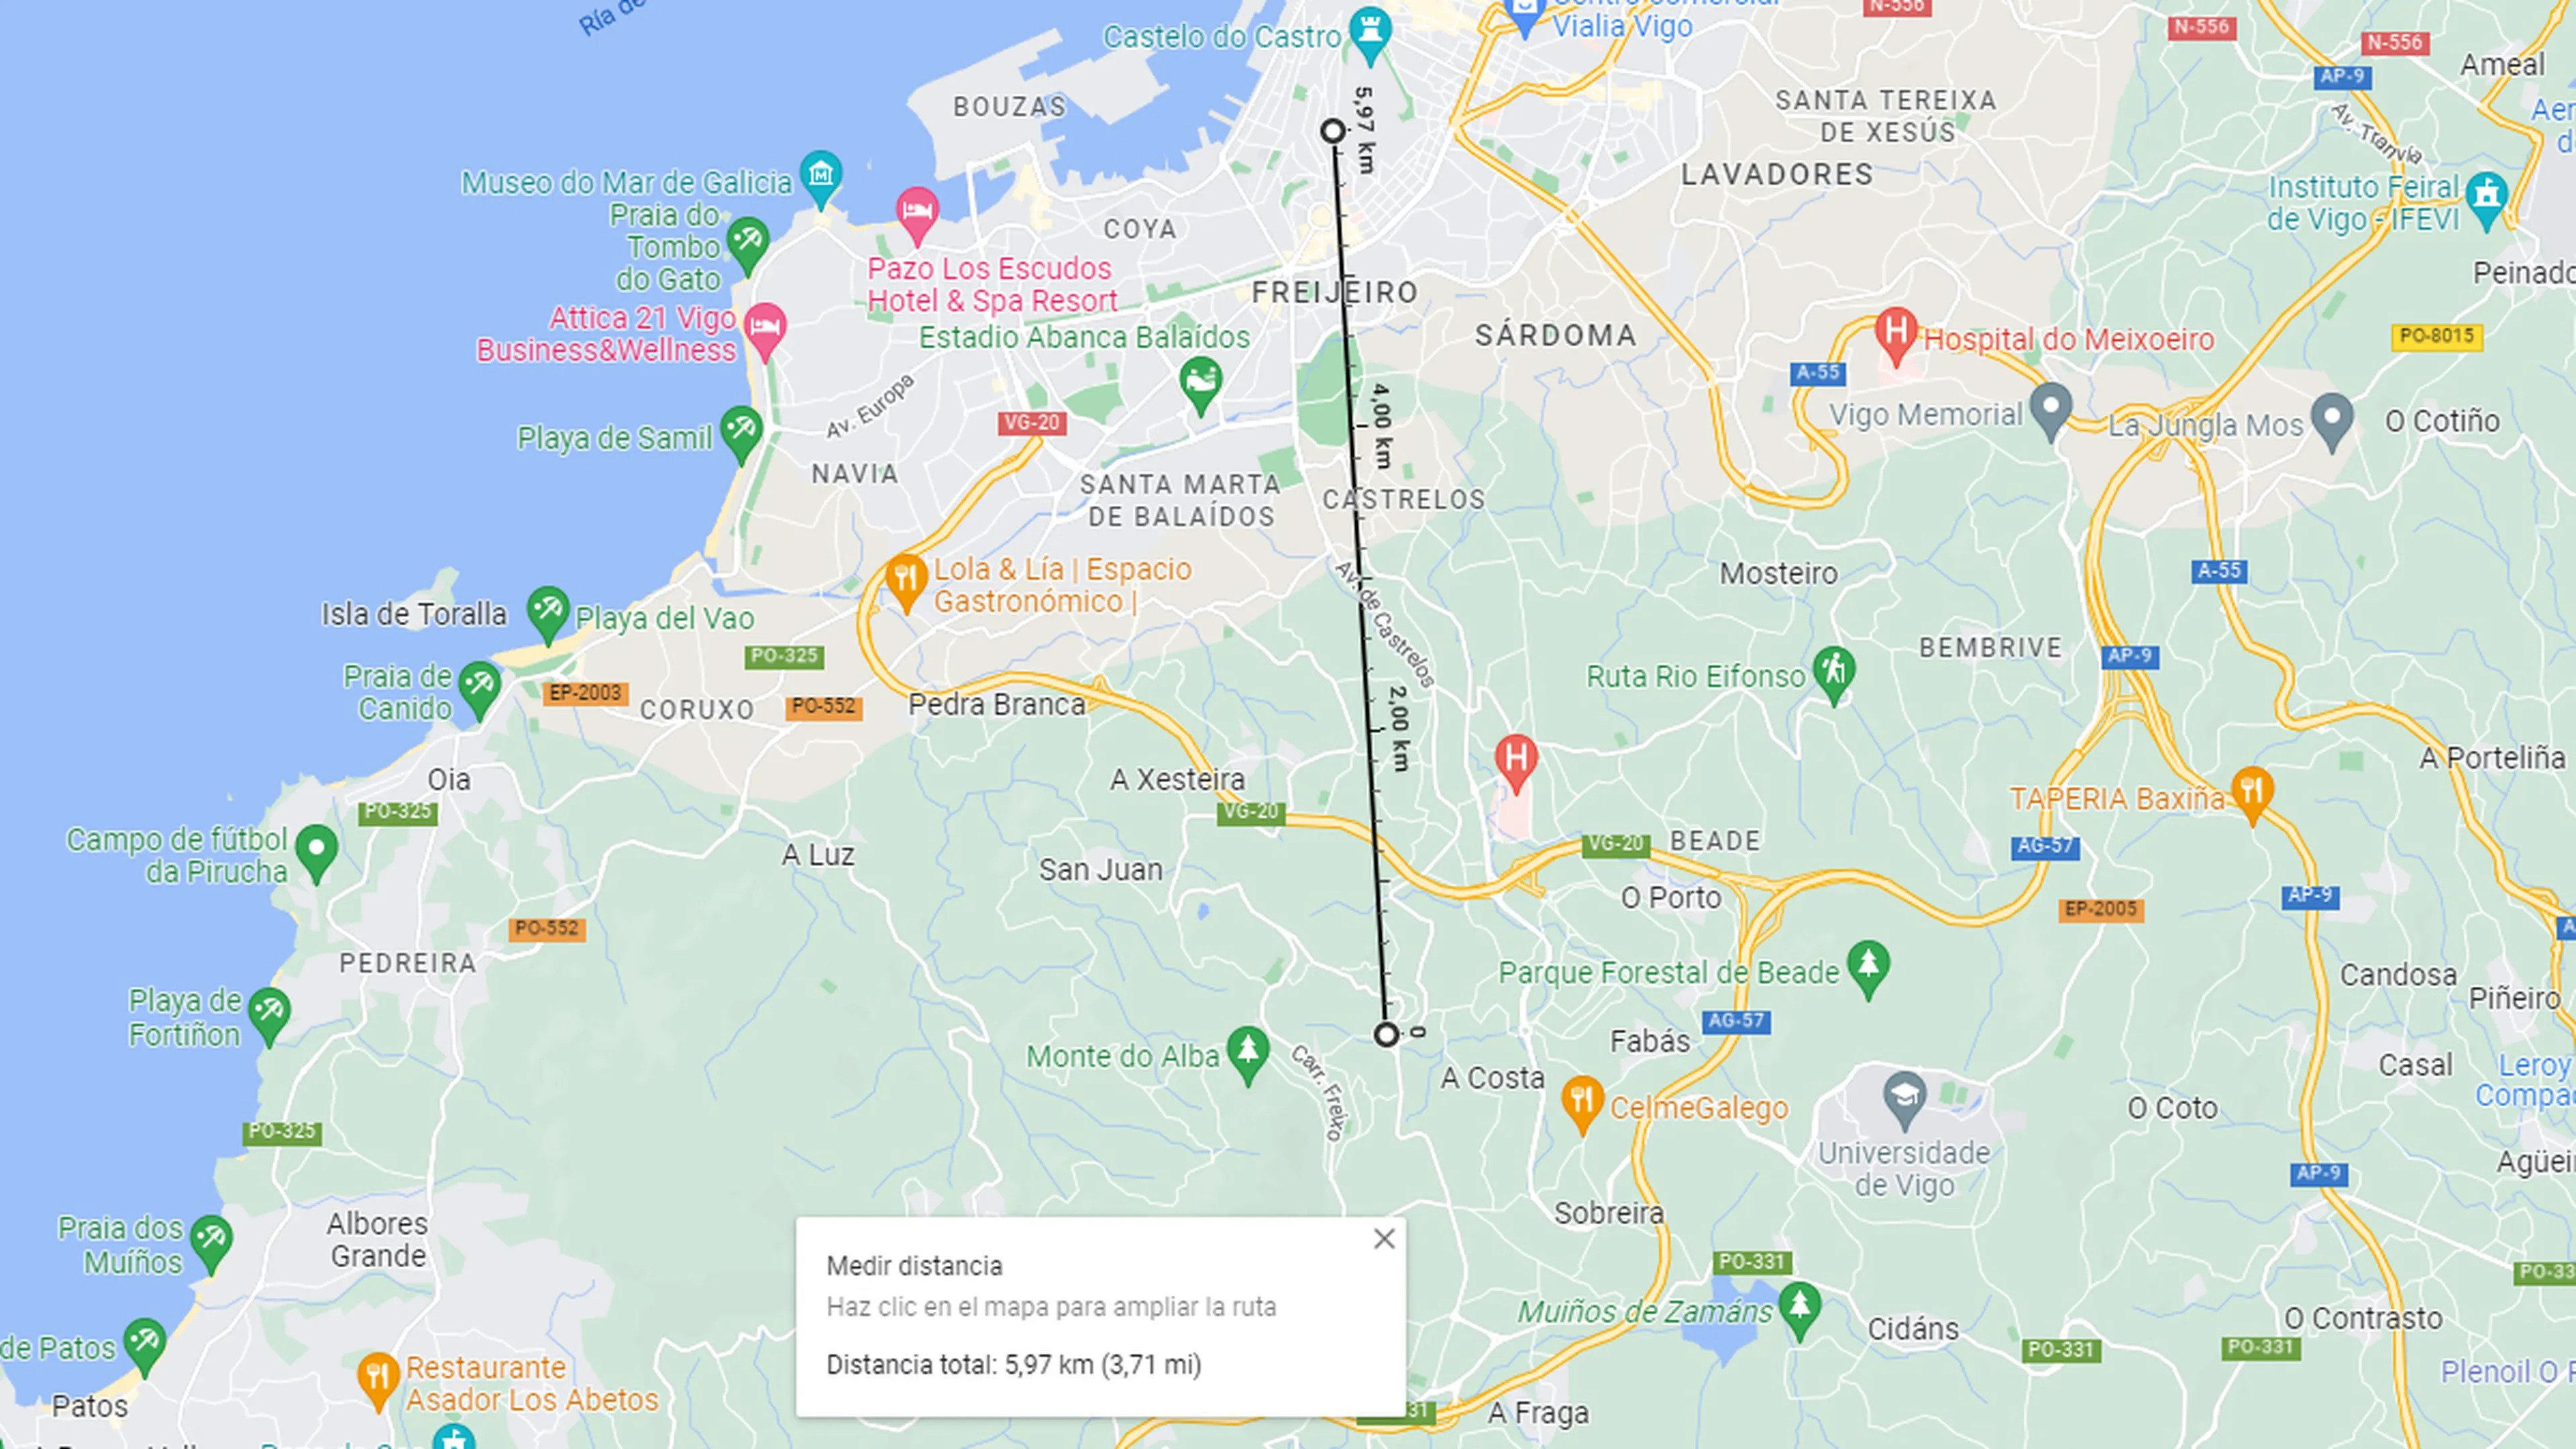 Ría de
Castelo do Castro
Centro Comercial
Vialia Vigo
N-556
N-556
N-556
Ameal
AP-9
Av. Tranvía
BOUZAS
5,97 km
SANTA TEREIXA
DE XESÚS
LAVADORES
Museo do Mar de Galicia
Praia do
Tombo
do Gato
Instituto Feiral
de Vigo - IFEVI
COYA
Pazo Los Escudos
Hotel & Spa Resort
FREIJEIRO
Attica 21 Vigo
Business&Wellness
Estadio Abanca Balaídos
SÁRDOMA
Hospital do Meixoeiro
PO-8015
A-55
Av. Europa
4,00 km
VG-20
Vigo Memorial
La Jungla Mos
O Cotiño
Playa de Samil
NAVIA
SANTA MARTA
DE BALAÍDOS
CASTRELOS
Lola & Lía | Espacio
Gastronómico |
Av. de Castrelos
Mosteiro
A-55
Isla de Toralla
Playa del Vao
PO-325
BEMBRIVE
AP-9
Praia de
Canido
EP-2003
CORUXO
PO-552
Pedra Branca
Ruta Rio Eifonso
2,00 km
Oia
A Xesteira
A Porteliña
PO-325
VG-20
TAPERIA Baxiña
Campo de fútbol
da Pirucha
A Luz
San Juan
VG-20
BEADE
AG-57
O Porto
AP-9
EP-2005
PO-552
PEDREIRA
Parque Forestal de Beade
Candosa
Piñeiro
Playa de
Fortiñon
AG-57
0
Monte do Alba
Carr. Freixo
Fabás
A Costa
Casal
Leroy
CelmeGalego
O Coto
PO-325
Universidade
de Vigo
AP-9
Praia dos
Muíños
Albores
Grande
Sobreira
Medir distancia
Haz clic en el mapa para ampliar la ruta
Distancia total: 5,97 km (3,71 mi)
PO-331
Muiños de Zamáns
Cidáns
O Contrasto
PO-331
PO-331
de Patos
Patos
Restaurante
Asador Los Abetos
A Fraga